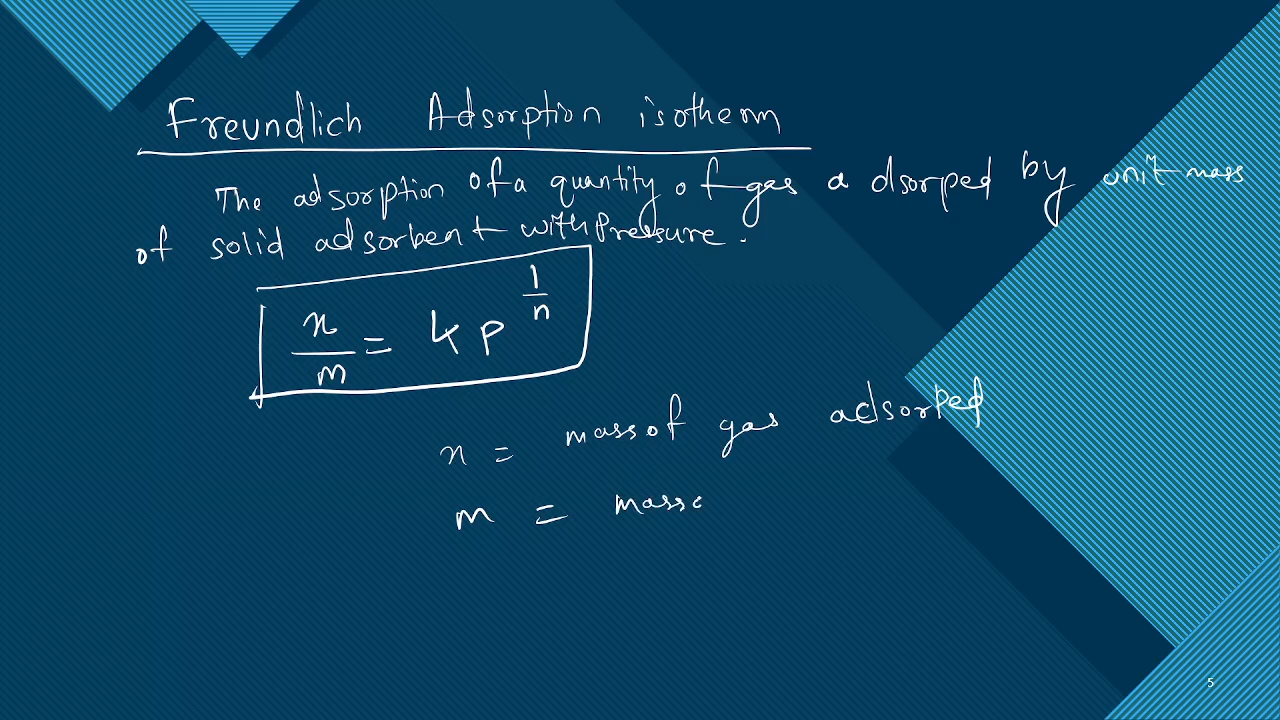 Freundlich Adsorption isotherm
The adsorption of a quantity of gas adsorped by unit mass
of solid adsorbent with Pressure.
x/m = k p^(1/n)
x = mass of gas adsorped
m = mass o
5